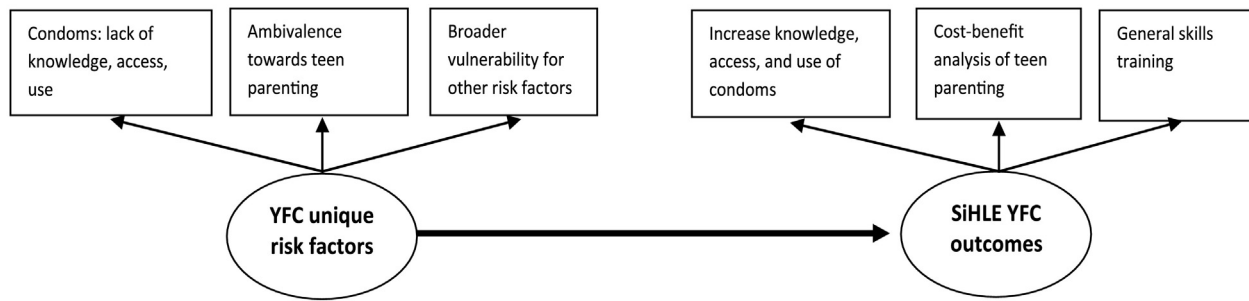 Condoms: lack of
knowledge, access,
use
Ambivalence
towards teen
parenting
Broader
vulnerability for
other risk factors
Increase knowledge,
access, and use of
condoms
Cost-benefit
analysis of teen
parenting
General skills
training
YFC unique
risk factors
SiHLE YFC
outcomes